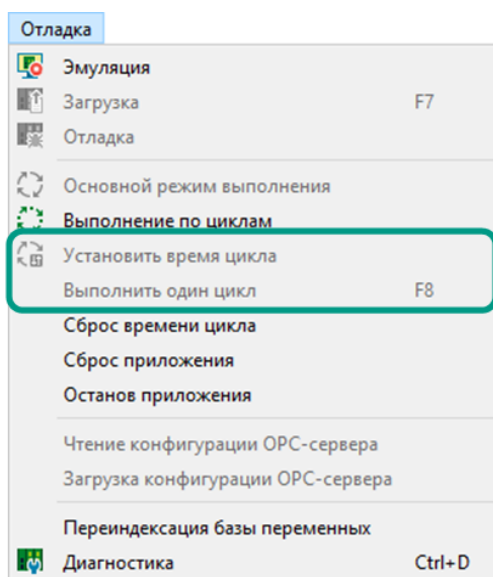 Отладка
Эмуляция
Загрузка F7
Отладка
Основной режим выполнения
Выполнение по циклам
Установить время цикла
Выполнить один цикл F8
Сброс времени цикла
Сброс приложения
Останов приложения
Чтение конфигурации OPC-сервера
Загрузка конфигурации OPC-сервера
Переиндексация базы переменных
Диагностика Ctrl+D